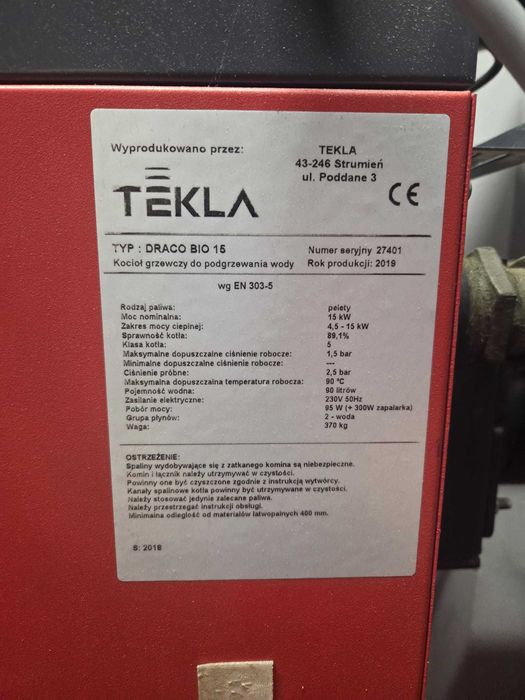 Wyprodukowano przez:
TEKLA
43-246 Strumień
ul. Poddane 3
TEKLA
CE
TYP : DRACO BIO 15
Numer seryjny 27401
Kocioł grzewczy do podgrzewania wody
Rok produkcji: 2019
wg EN 303-5
Rodzaj paliwa: pelety
Moc nominalna: 15 kW
Zakres mocy cieplnej: 4,5 - 15 kW
Sprawność kotła: 89,1%
Klasa kotła: 5
Maksymalne dopuszczalne ciśnienie robocze: 1,5 bar
Minimalne dopuszczalne ciśnienie robocze: ---
Ciśnienie próbne: 2,5 bar
Maksymalna dopuszczalna temperatura robocza: 90 °C
Pojemność wodna: 90 litrów
Zasilanie elektryczne: 230V 50Hz
Pobór mocy: 95 W (+ 300W zapalarka)
Grupa płynów: 2 - woda
Waga: 370 kg
OSTRZEŻENIE:
Spaliny wydobywające się z zatkanego komina są niebezpieczne.
Komin i łącznik należy utrzymywać w czystości.
Powinny one być czyszczone zgodnie z instrukcją wytwórcy.
Kanały spalinowe kotła powinny być utrzymywane w czystości.
Należy stosować jedynie zalecane paliwa.
Należy przestrzegać instrukcji obsługi.
Minimalna odległość od materiałów łatwopalnych 400 mm.
S: 2018